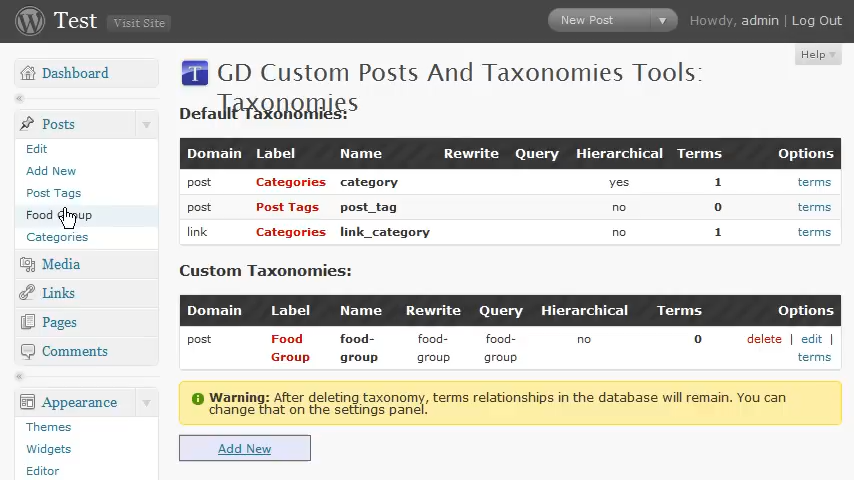 Test Visit Site New Post Howdy, admin | Log Out
Help
Dashboard
Posts
Edit
Add New
Post Tags
Food Group
Categories
Media
Links
Pages
Comments
Appearance
Themes
Widgets
Editor
GD Custom Posts And Taxonomies Tools:
Taxonomies
Default Taxonomies:
Domain Label Name Rewrite Query Hierarchical Terms Options
post Categories category yes 1 terms
post Post Tags post_tag no 0 terms
link Categories link_category no 1 terms
Custom Taxonomies:
Domain Label Name Rewrite Query Hierarchical Terms Options
post Food food- food- food- no 0 delete | edit |
Group group group group terms
Warning: After deleting taxonomy, terms relationships in the database will remain. You can
change that on the settings panel.
Add New